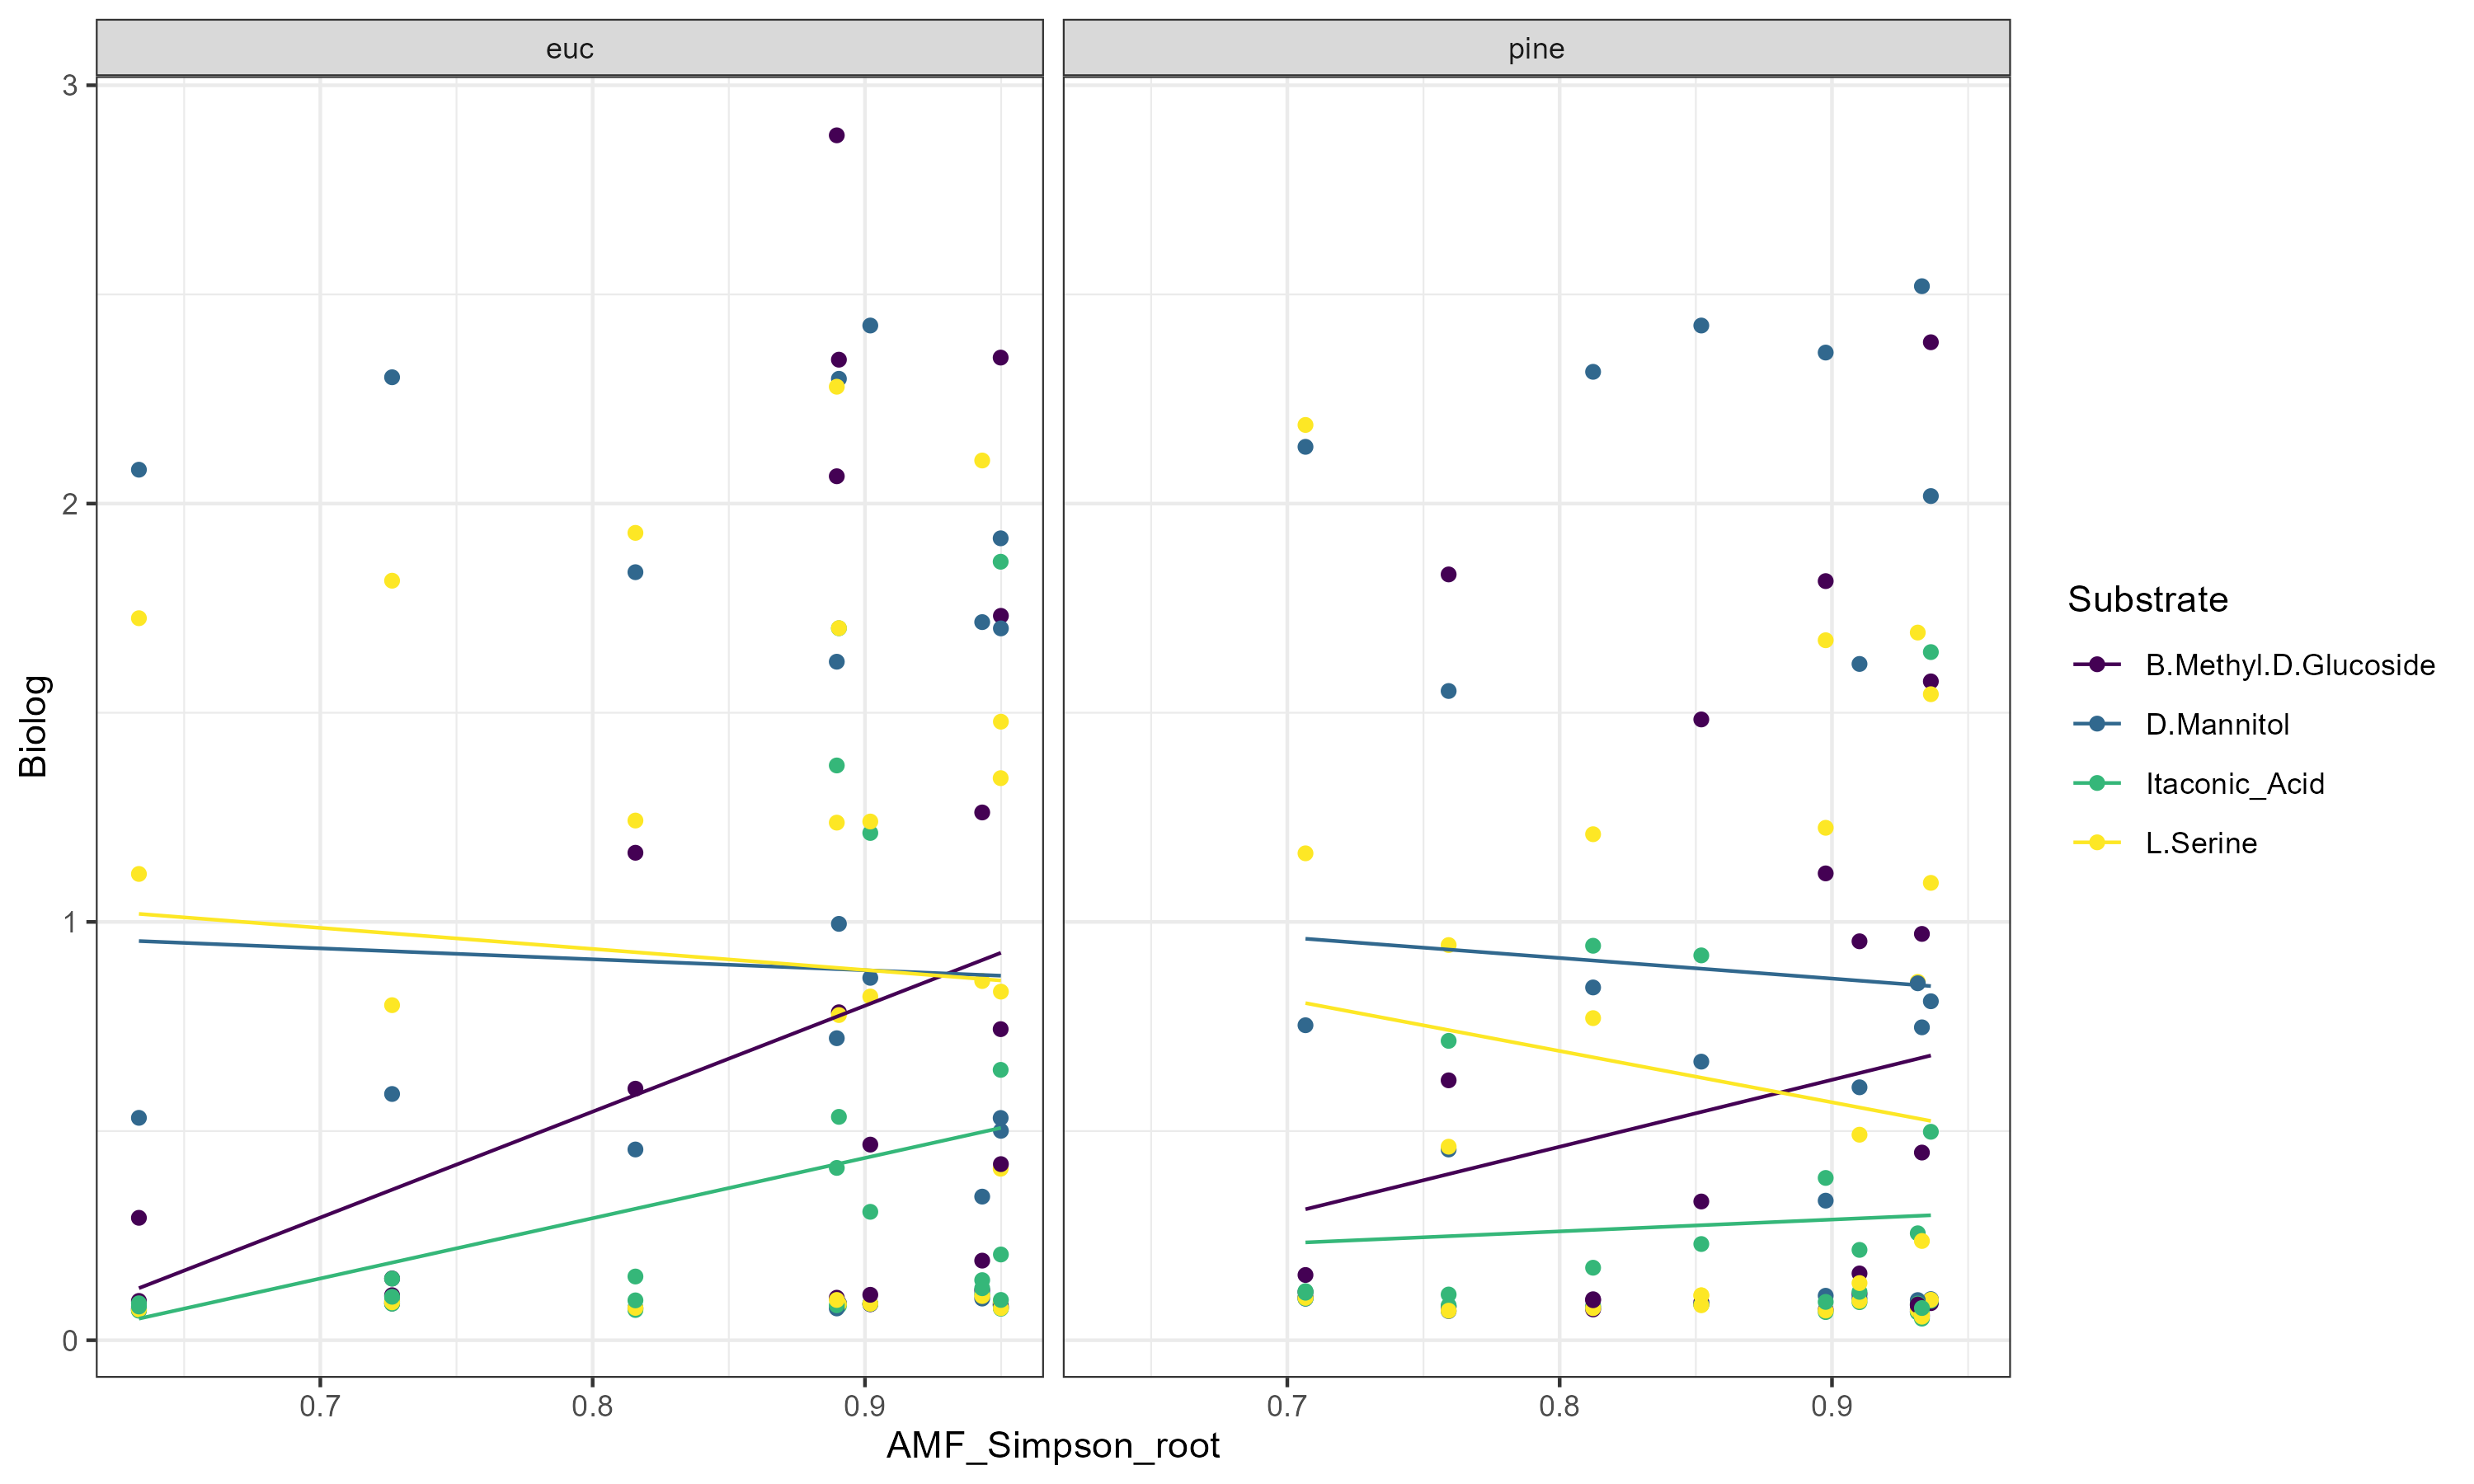 euc
pine
3
2
1
0
Biolog
0.7
0.8
0.9
0.7
0.8
0.9
AMF_Simpson_root
Substrate
B.Methyl.D.Glucoside
D.Mannitol
Itaconic_Acid
L.Serine